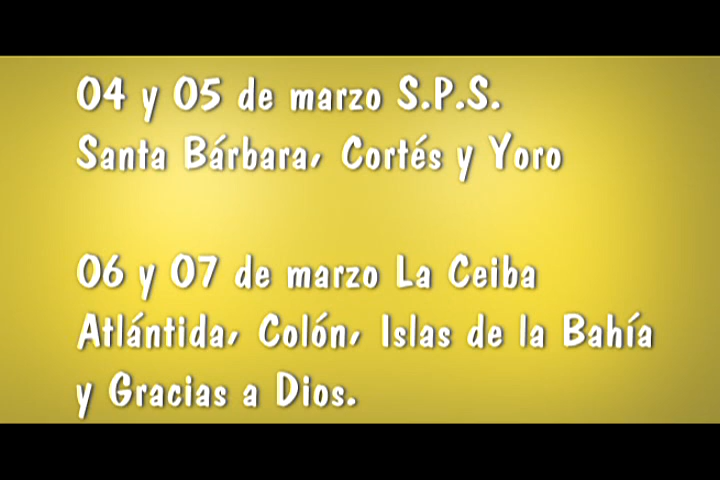 04 y 05 de marzo S.P.S.
Santa Bárbara, Cortés y Yoro
06 y 07 de marzo La Ceiba
Atlántida, Colón, Islas de la Bahía
y Gracias a Dios.